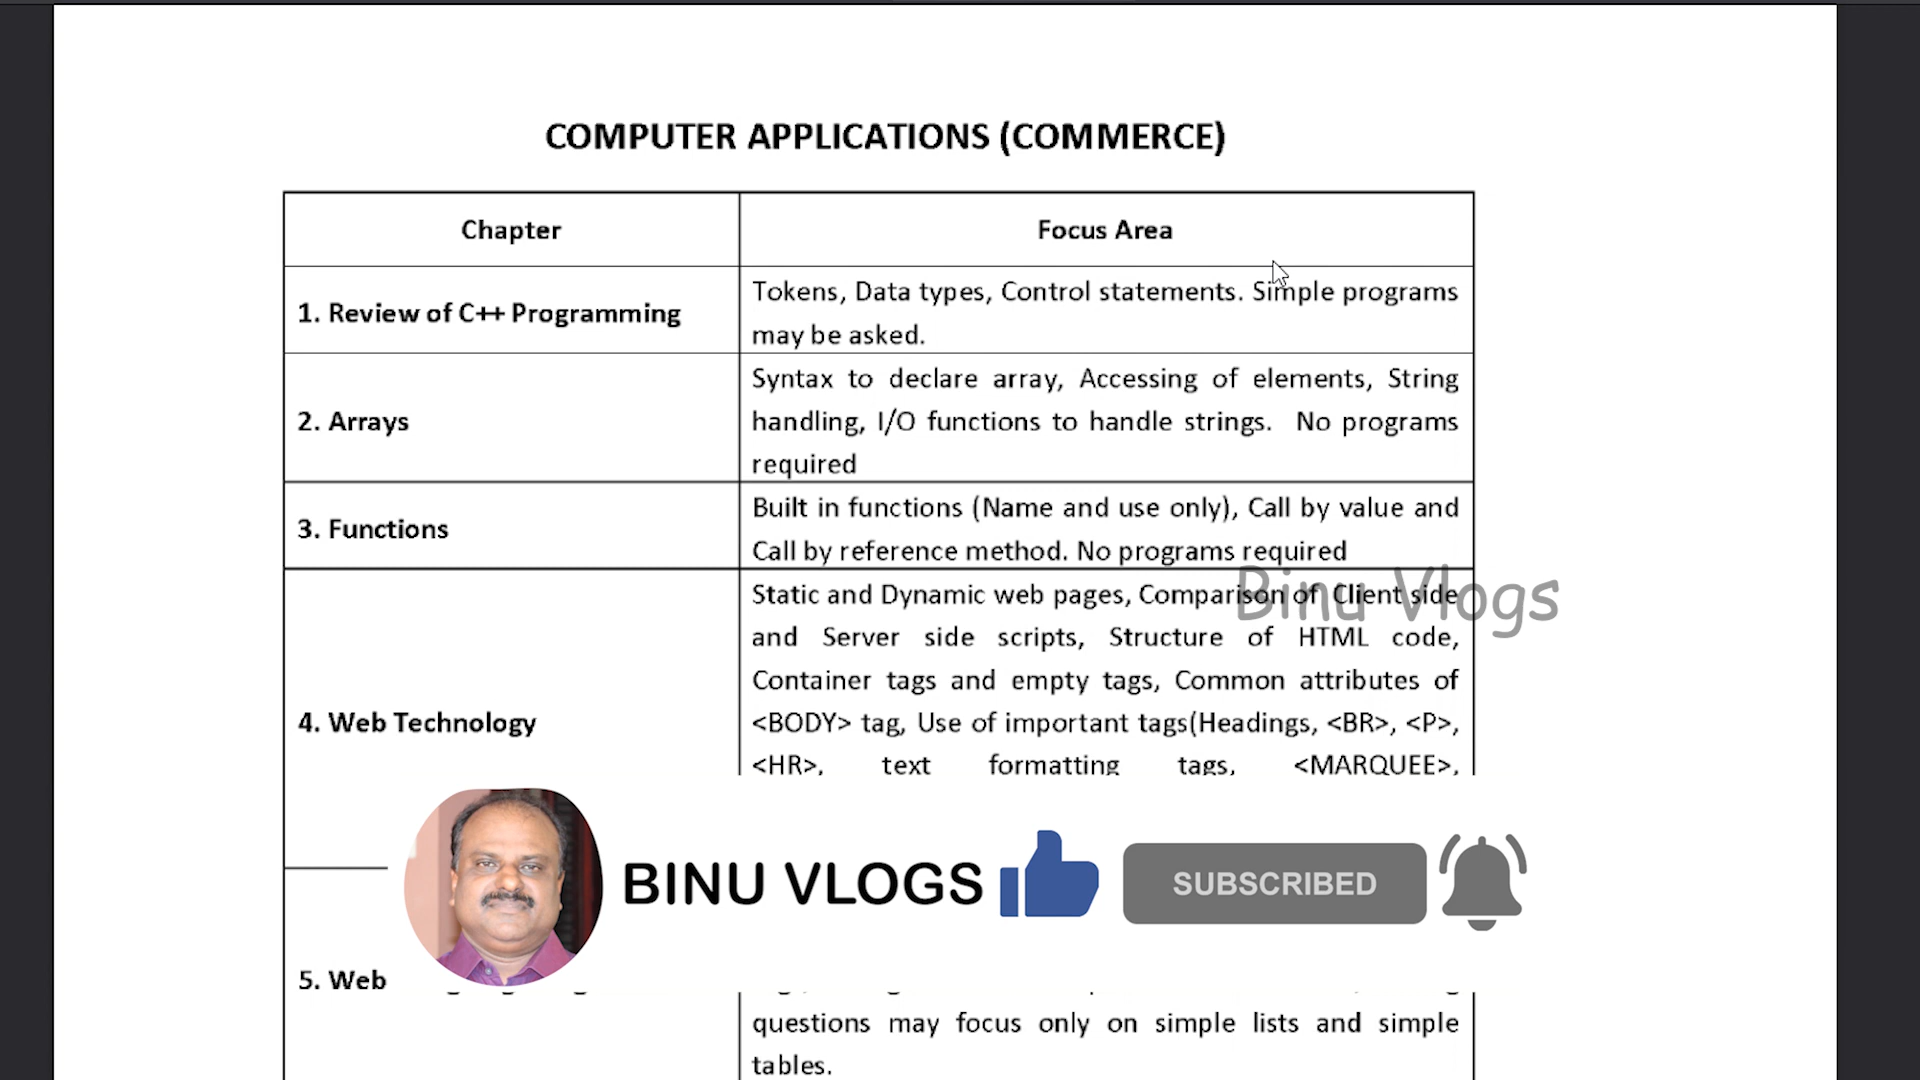 COMPUTER APPLICATIONS (COMMERCE)
Chapter
Focus Area
1. Review of C++ Programming
Tokens, Data types, Control statements. Simple programs
may be asked.
2. Arrays
Syntax to declare array, Accessing of elements, String
handling, I/O functions to handle strings. No programs
required
3. Functions
Built in functions (Name and use only), Call by value and
Call by reference method. No programs required
Binu Vlogs
4. Web Technology
Static and Dynamic web pages, Comparison of Client side
and Server side scripts, Structure of HTML code,
Container tags and empty tags, Common attributes of
<BODY> tag, Use of important tags(Headings, <BR>, <P>,
<HR>, text formatting tags, <MARQUEE>,
BINU VLOGS
SUBSCRIBED
5. Web
questions may focus only on simple lists and simple
tables.